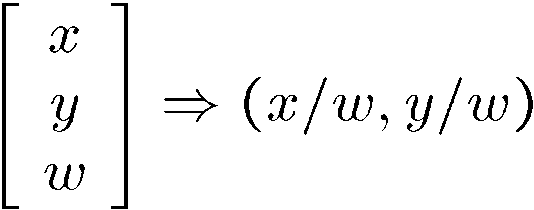 x
y ⇒ (x/w, y/w)
w